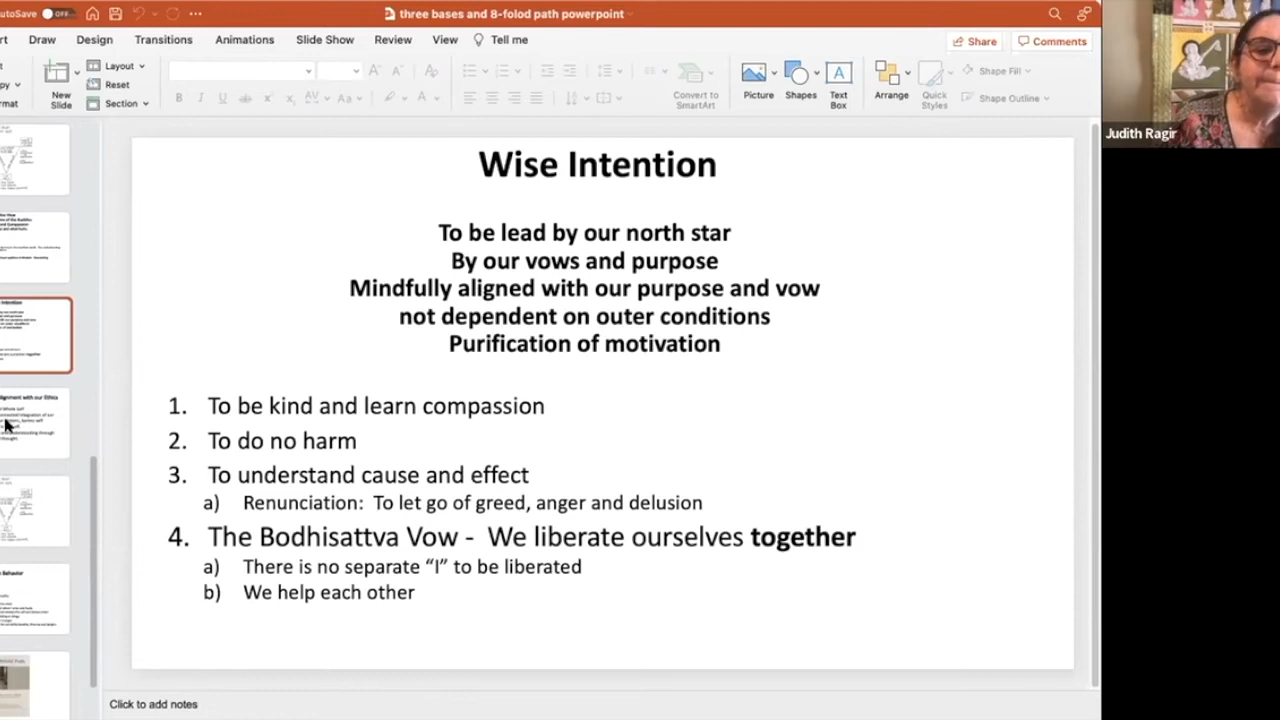 utoSave OFF
three bases and 8-folod path powerpoint
rt Draw Design Transitions Animations Slide Show Review View Tell me
Share Comments
py
mat
New
Slide
Layout
Reset
Section
Convert to
SmartArt
Picture
Shapes
Text
Box
Arrange
Quick
Styles
Shape Fill
Shape Outline
Judith Ragir
Wise Intention
To be lead by our north star
By our vows and purpose
Mindfully aligned with our purpose and vow
not dependent on outer conditions
Purification of motivation
1. To be kind and learn compassion
2. To do no harm
3. To understand cause and effect
a) Renunciation: To let go of greed, anger and delusion
4. The Bodhisattva Vow - We liberate ourselves together
a) There is no separate “I” to be liberated
b) We help each other
Click to add notes